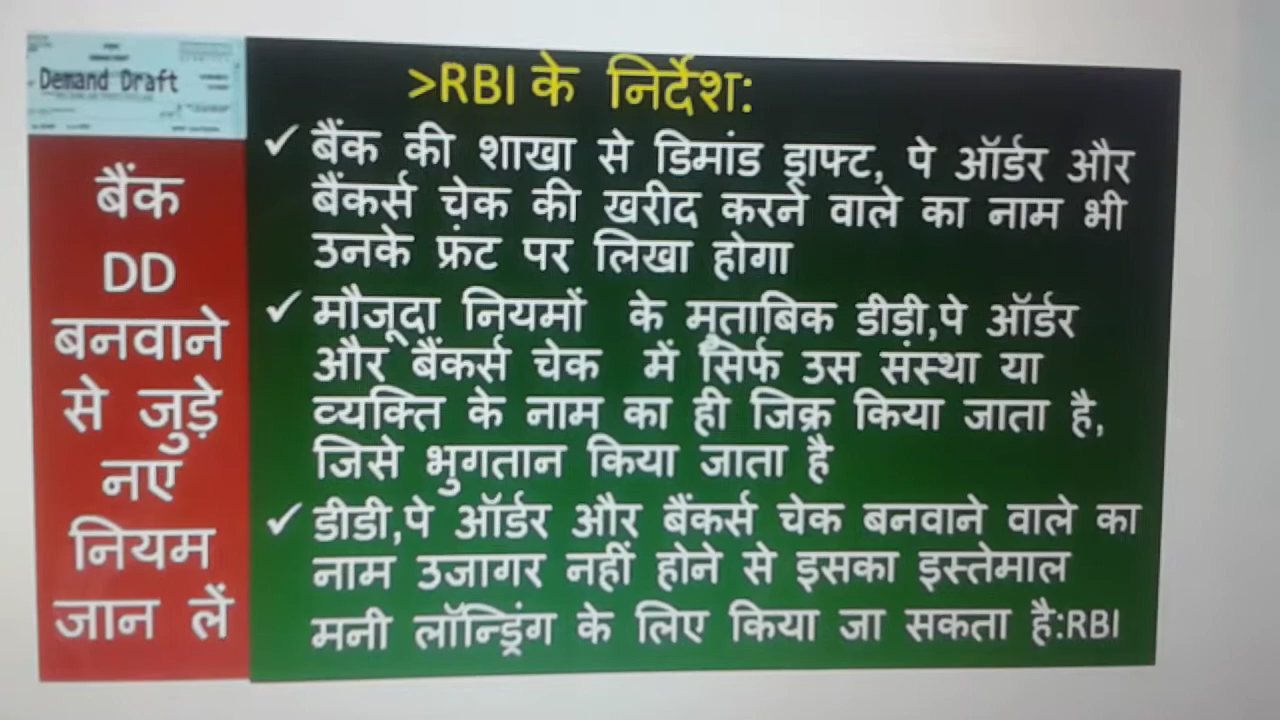 Demand Draft
बैंक
DD
बनवाने
से जुड़े
नए
नियम
जान लें
>RBI के निर्देश:
✓ बैंक की शाखा से डिमांड ड्राफ्ट, पे ऑर्डर और
बैंकर्स चेक की खरीद करने वाले का नाम भी
उनके फ्रंट पर लिखा होगा
✓ मौजूदा नियमों के मुताबिक डीडी,पे ऑर्डर
और बैंकर्स चेक में सिर्फ उस संस्था या
व्यक्ति के नाम का ही जिक्र किया जाता है,
जिसे भुगतान किया जाता है
✓ डीडी,पे ऑर्डर और बैंकर्स चेक बनवाने वाले का
नाम उजागर नहीं होने से इसका इस्तेमाल
मनी लॉन्ड्रिंग के लिए किया जा सकता है:RBI